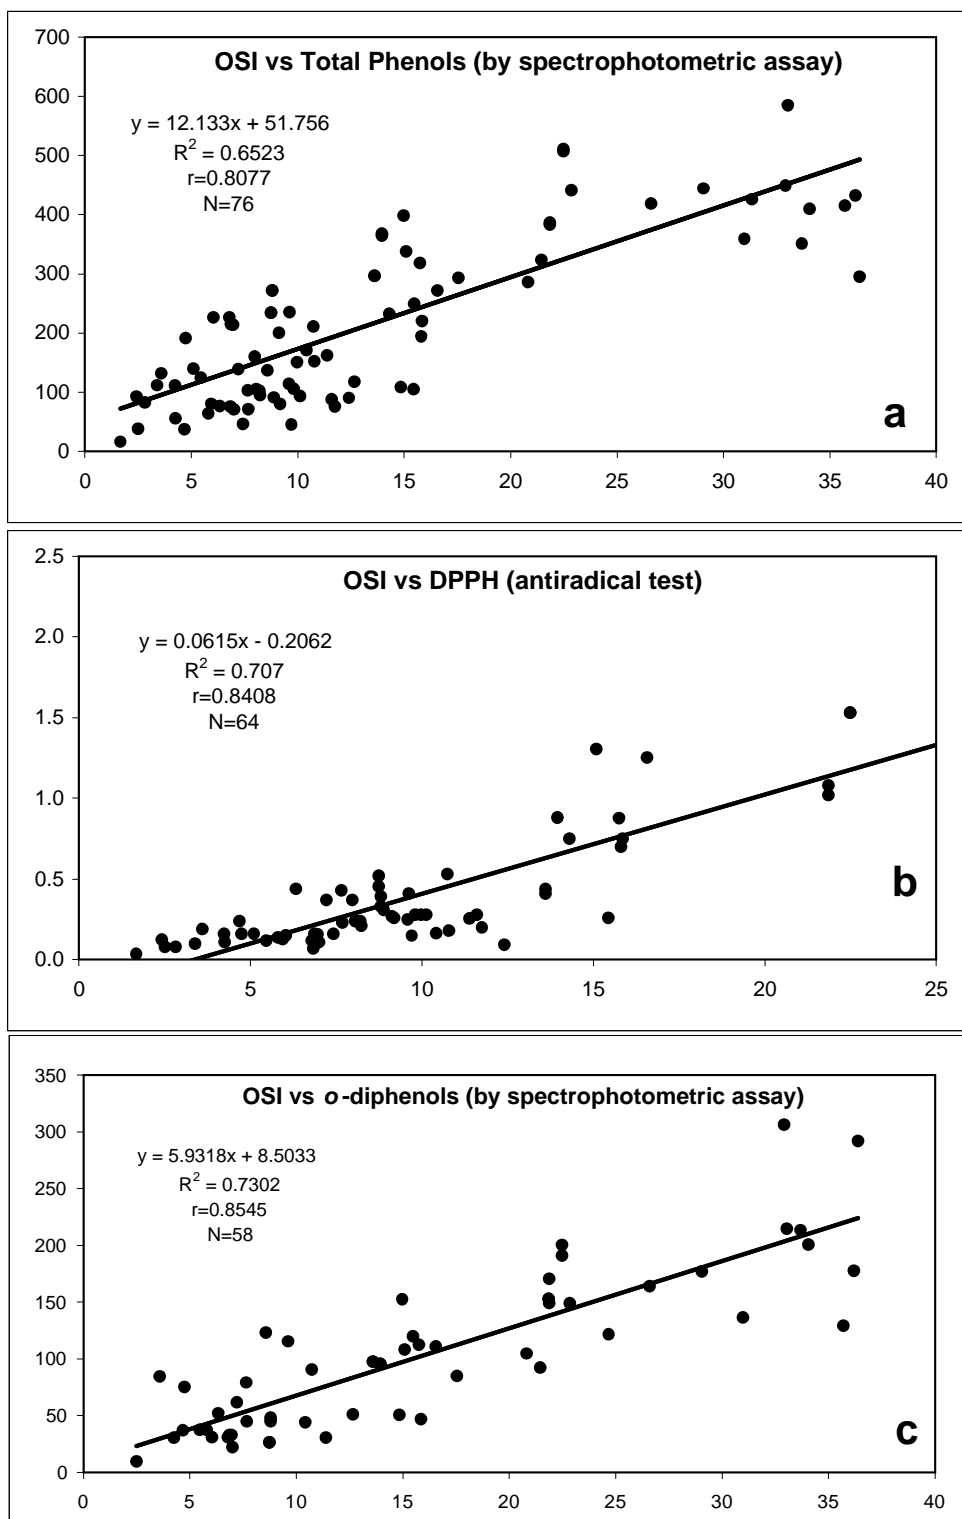 OSI vs Total Phenols (by spectrophotometric assay)
y = 12.133x + 51.756
R² = 0.6523
r=0.8077
N=76
700
600
500
400
300
200
100
0
0 5 10 15 20 25 30 35 40
a
OSI vs DPPH (antiradical test)
y = 0.0615x - 0.2062
R² = 0.707
r=0.8408
N=64
2.5
2.0
1.5
1.0
0.5
0.0
0 5 10 15 20 25
b
OSI vs o-diphenols (by spectrophotometric assay)
y = 5.9318x + 8.5033
R² = 0.7302
r=0.8545
N=58
350
300
250
200
150
100
50
0
0 5 10 15 20 25 30 35 40
c